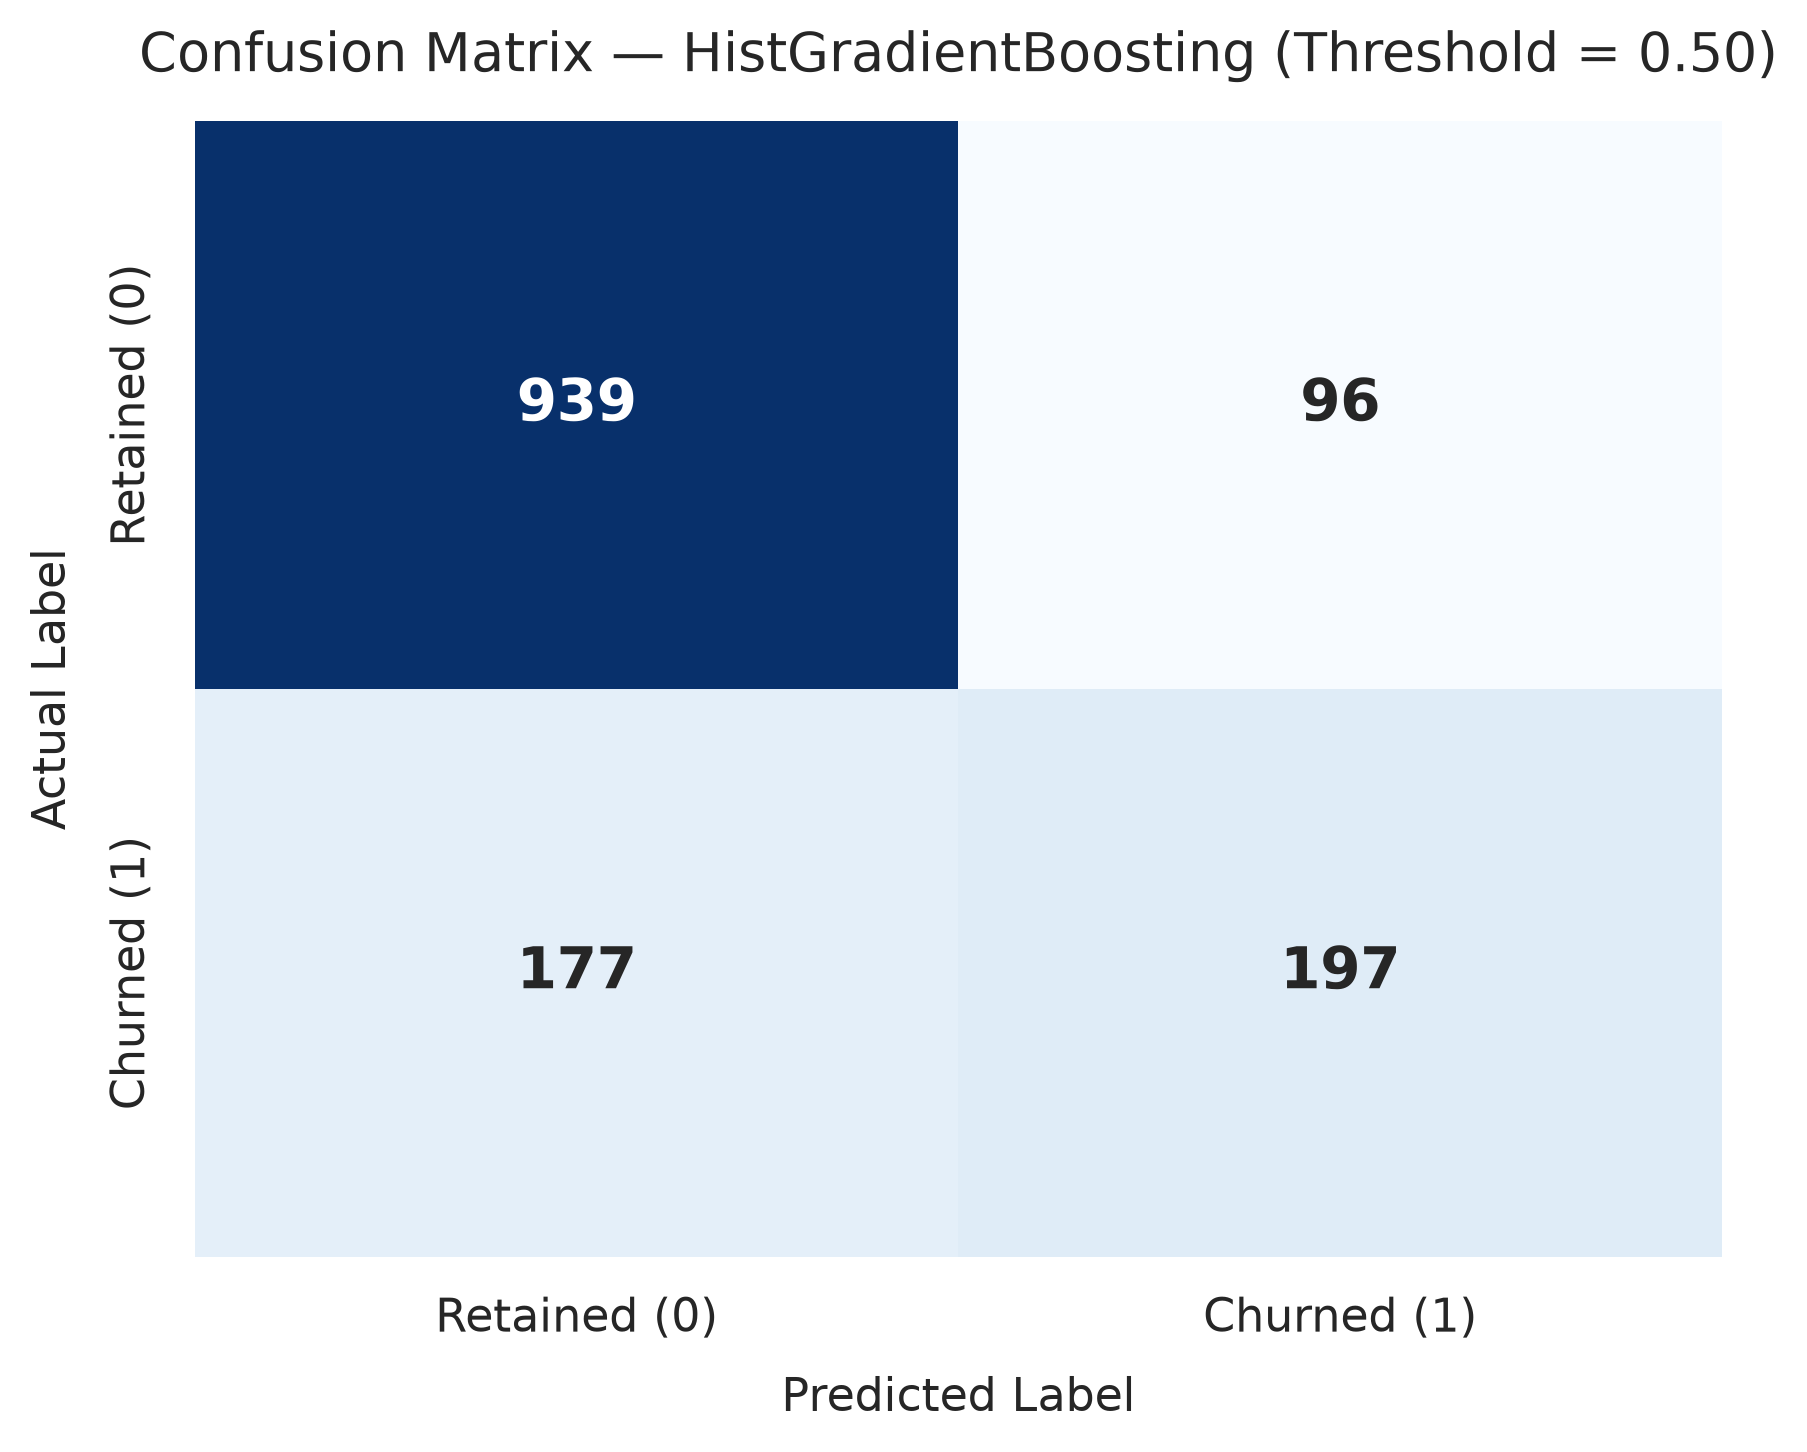 Confusion Matrix — HistGradientBoosting (Threshold = 0.50)
Actual Label
Retained (0)
939
96
Churned (1)
177
197
Retained (0)
Churned (1)
Predicted Label